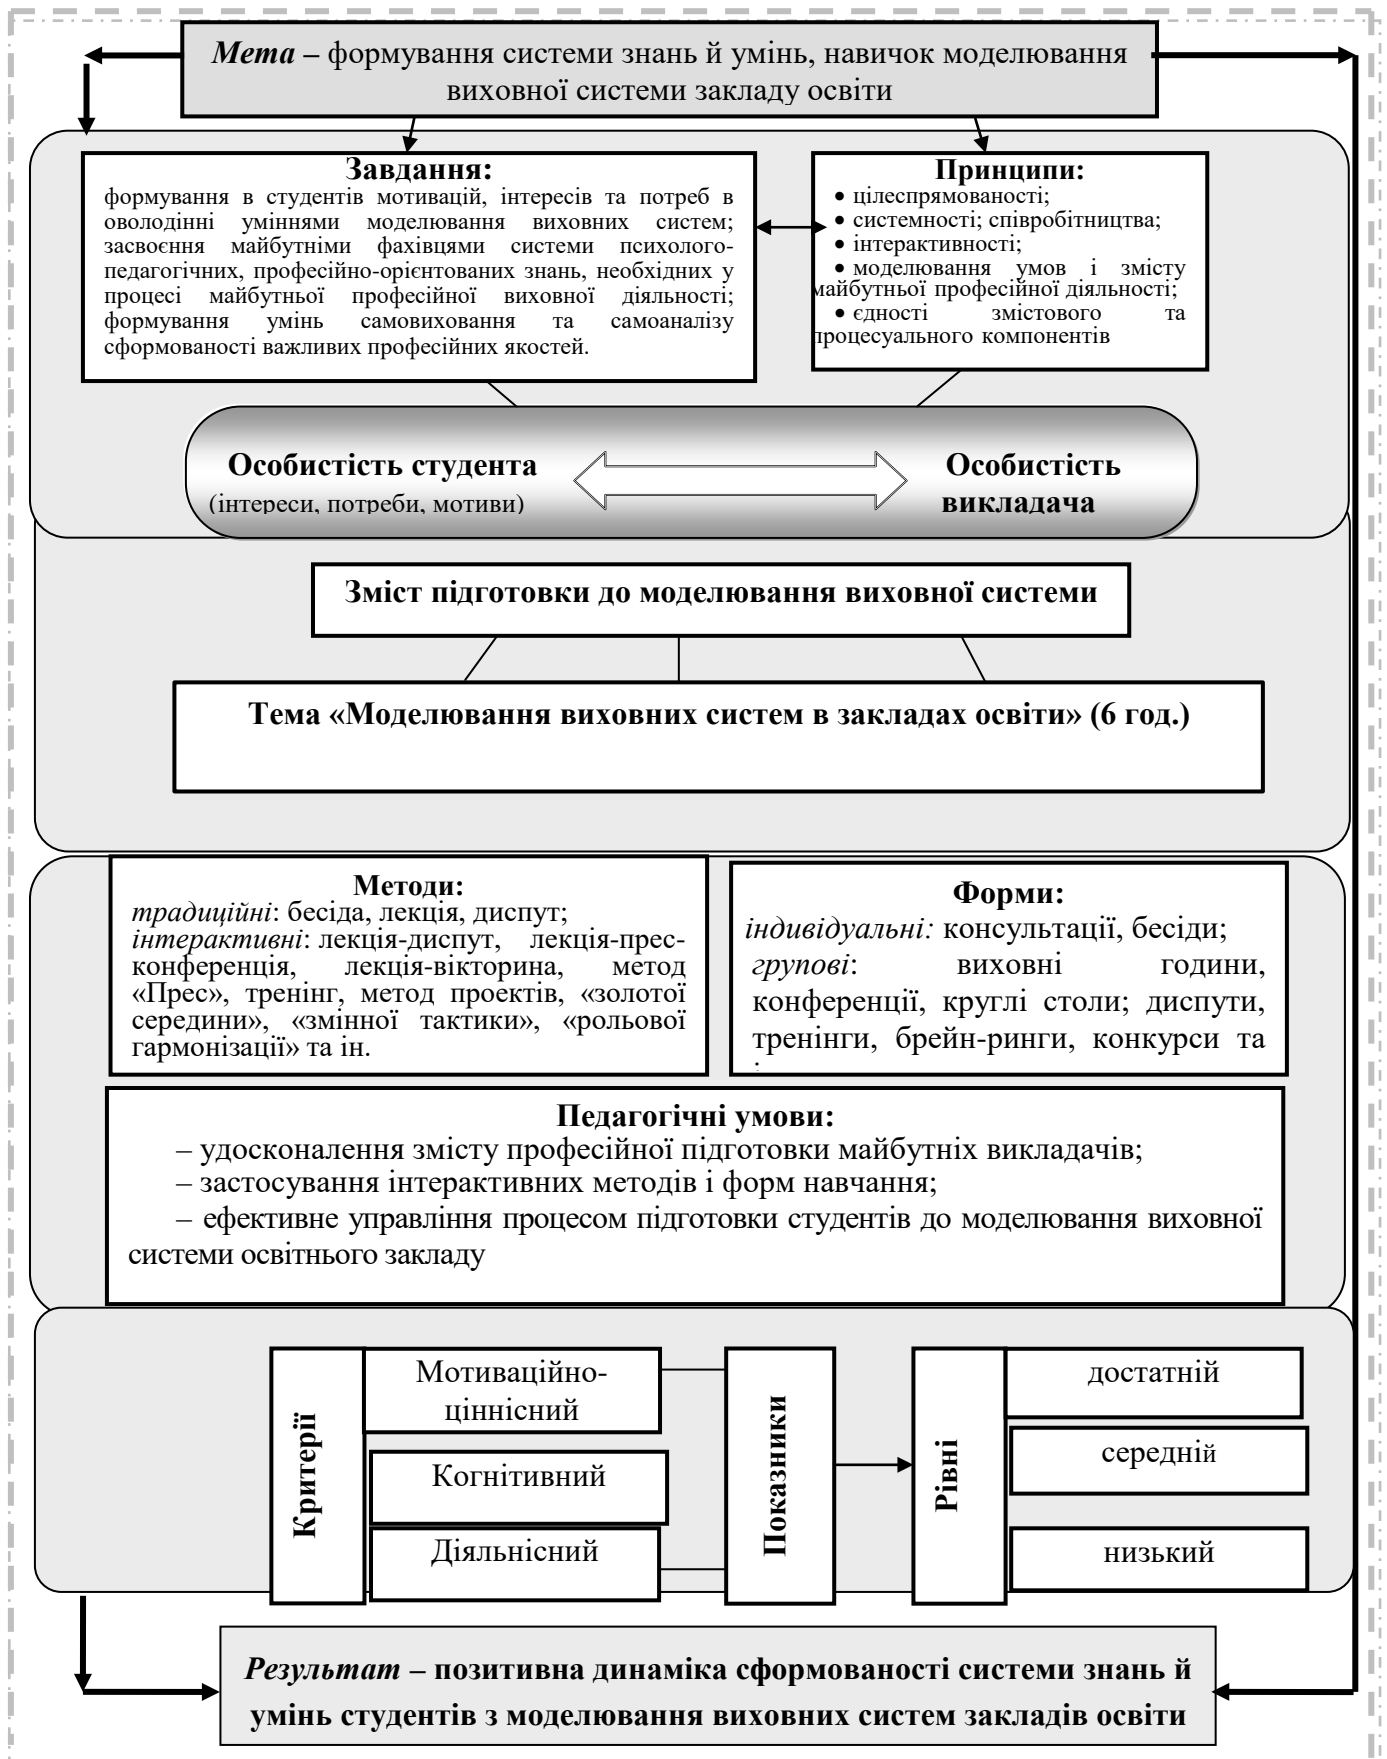 Мета – формування системи знань й умінь, навичок моделювання
виховної системи закладу освіти
Завдання:
формування в студентів мотивацій, інтересів та потреб в
оволодінні уміннями моделювання виховних систем;
засвоєння майбутніми фахівцями системи психолого-
педагогічних, професійно-орієнтованих знань, необхідних у
процесі майбутньої професійної виховної діяльності;
формування умінь самовиховання та самоаналізу
сформованості важливих професійних якостей.
Принципи:
• цілеспрямованості;
• системності; співробітництва;
• інтерактивності;
• моделювання умов і змісту
майбутньої професійної діяльності;
• єдності змістового та
процесуального компонентів
Особистість студента
(інтереси, потреби, мотиви)
Особистість
викладача
Зміст підготовки до моделювання виховної системи
Тема «Моделювання виховних систем в закладах освіти» (6 год.)
Методи:
традиційні: бесіда, лекція, диспут;
інтерактивні: лекція-диспут, лекція-прес-
конференція, лекція-вікторина, метод
«Прес», тренінг, метод проектів, «золотої
середини», «змінної тактики», «рольової
гармонізації» та ін.
Форми:
індивідуальні: консультації, бесіди;
групові: виховні години,
конференції, круглі столи; диспути,
тренінги, брейн-ринги, конкурси та
Педагогічні умови:
– удосконалення змісту професійної підготовки майбутніх викладачів;
– застосування інтерактивних методів і форм навчання;
– ефективне управління процесом підготовки студентів до моделювання виховної
системи освітнього закладу
Критерії
Мотиваційно-
ціннісний
Когнітивний
Діяльнісний
Показники
Рівні
достатній
середній
низький
Результат – позитивна динаміка сформованості системи знань й
умінь студентів з моделювання виховних систем закладів освіти